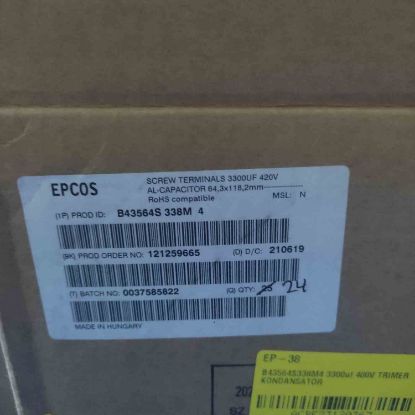 EPCOS
SCREW TERMINALS 3300UF 420V
AL-CAPACITOR 64,3x118,2mm
RoHS compatible
MSL: N
(1P) PROD ID: B43564S 338M 4
(9K) PROD ORDER NO: 121259665
(D) D/C: 210619
(T) BATCH NO: 0037585822
(Q) QTY: 25 24
MADE IN HUNGARY
EP-38
B43564S338M4 3300uf 400V TRIMER
KONDANSATOR